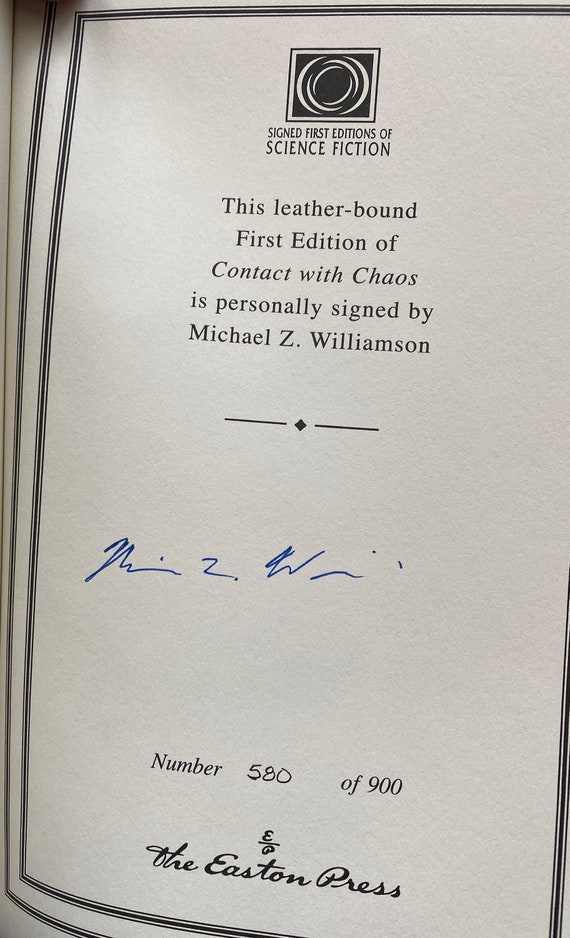 SIGNED FIRST EDITIONS OF
SCIENCE FICTION
This leather-bound
First Edition of
Contact with Chaos
is personally signed by
Michael Z. Williamson
Number 580 of 900
E
P
The Easton Press